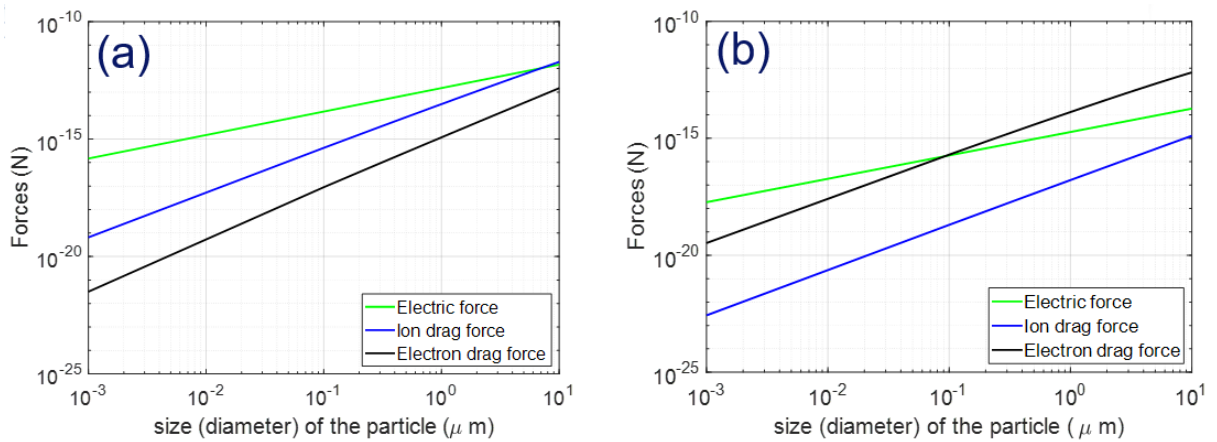 (a)
10^-10
10^-15
10^-20
10^-25
Forces (N)
Electric force
Ion drag force
Electron drag force
10^-3
10^-2
10^-1
10^0
10^1
size (diameter) of the particle (μ m)
(b)
10^-10
10^-15
10^-20
10^-25
Forces (N)
Electric force
Ion drag force
Electron drag force
10^-3
10^-2
10^-1
10^0
10^1
size (diameter) of the particle ( μ m)